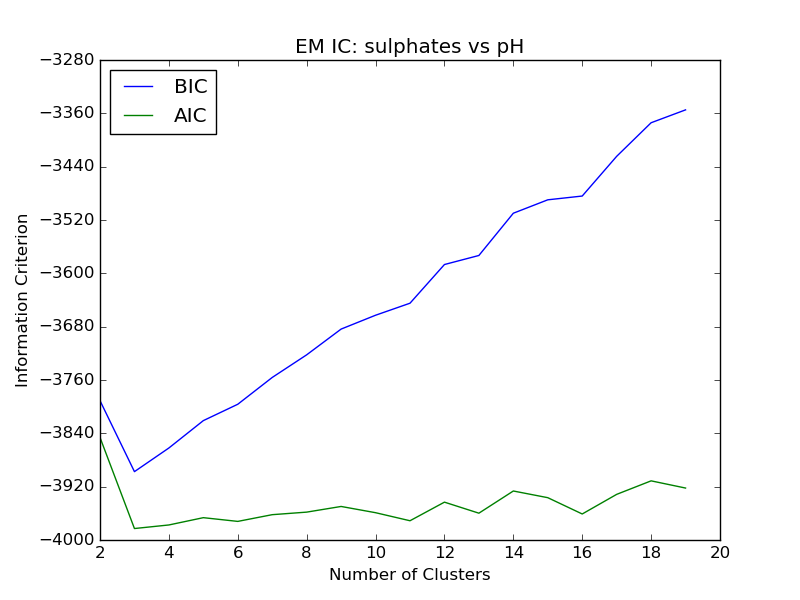 EM IC: sulphates vs pH
BIC
AIC
−3280
−3360
−3440
−3520
−3600
−3680
−3760
−3840
−3920
−4000
Information Criterion
2 4 6 8 10 12 14 16 18 20
Number of Clusters